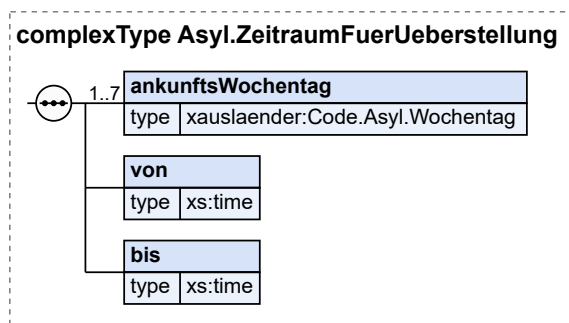 complexType Asyl.ZeitraumFuerUeberstellung
1..7 ankunftsWochentag
type xauslaender:Code.Asyl.Wochentag
von
type xs:time
bis
type xs:time